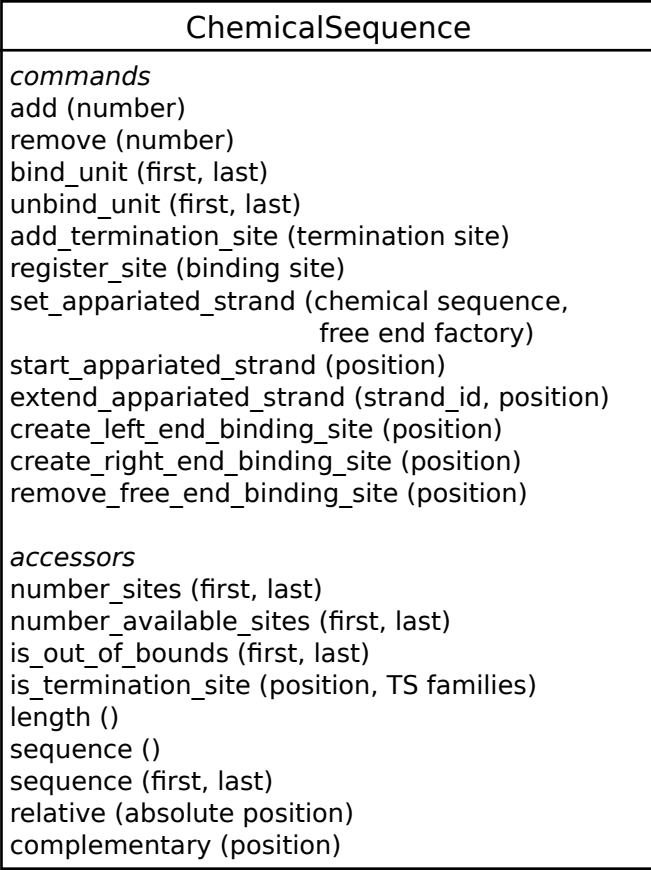 ChemicalSequence
commands
add (number)
remove (number)
bind_unit (first, last)
unbind_unit (first, last)
add_termination_site (termination site)
register_site (binding site)
set_appariated_strand (chemical sequence,
free end factory)
start_appariated_strand (position)
extend_appariated_strand (strand_id, position)
create_left_end_binding_site (position)
create_right_end_binding_site (position)
remove_free_end_binding_site (position)
accessors
number_sites (first, last)
number_available_sites (first, last)
is_out_of_bounds (first, last)
is_termination_site (position, TS families)
length ()
sequence ()
sequence (first, last)
relative (absolute position)
complementary (position)